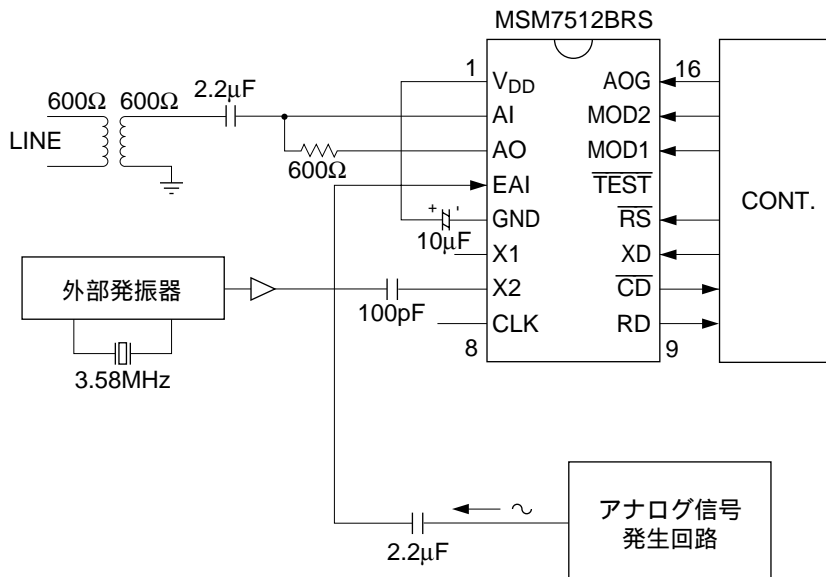 MSM7512BRS
1
16
2.2μF
600Ω
600Ω
LINE
600Ω
VDD
AI
AO
EAI
GND
X1
X2
CLK
AOG
MOD2
MOD1
TEST
RS
XD
CD
RD
CONT.
+ -
10μF
外部発振器
100pF
8
9
3.58MHz
アナログ信号
発生回路
2.2μF